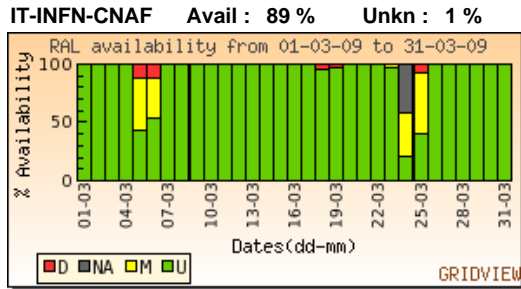 IT-INFN-CNAF Avail : 89 % Unkn : 1 %
RAL availability from 01-03-09 to 31-03-09
% Availability
100
50
0
01-03 04-03 07-03 10-03 13-03 16-03 19-03 22-03 25-03 28-03 31-03
Dates(dd-mm)
D NA M U
GRIDVIEW